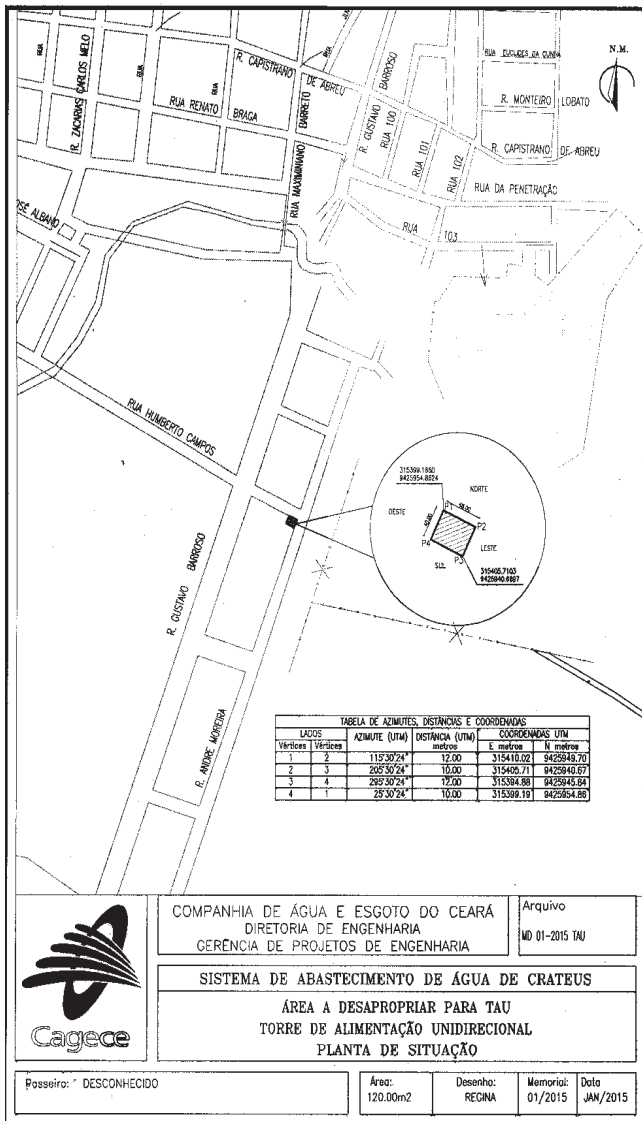 N.M.
RUA EUCLIDES DA CUNHA
R. MONTEIRO LOBATO
R. CAPISTRANO DE ABREU
RUA DA PENETRAÇÃO
R. CAPISTRANO DE ABREU
RUA
RUA
RUA
R. ZACARIAS CARLOS MELO
RUA RENATO BRAGA
BARRETO
RUA MAXIMINIANO
R. GUSTAVO BARROSO
RUA 100
RUA 101
RUA 102
RUA 103
JOSÉ ALBANO
RUA HUMBERTO CAMPOS
R. GUSTAVO BARROSO
R. ANDRE MOREIRA
NORTE
OESTE
P1
P2
LESTE
P4
P3
SUL
315405.7103
9425940.6697
TABELA DE AZIMUTES, DISTÂNCIAS E COORDENADAS
LADOS AZIMUTE (UTM) DISTÂNCIA (UTM) COORDENADAS UTM
Vértices Vértices metros E metros N metros
1 2 115°30'24" 12.00 315410.02 9425949.70
2 3 205°30'24" 10.00 315405.71 9425940.67
3 4 295°30'24" 12.00 315394.88 9425945.84
4 1 25°30'24" 10.00 315399.19 9425954.86
Cagece
COMPANHIA DE ÁGUA E ESGOTO DO CEARÁ
DIRETORIA DE ENGENHARIA
GERÊNCIA DE PROJETOS DE ENGENHARIA
Arquivo
MD 01-2015 TAU
SISTEMA DE ABASTECIMENTO DE ÁGUA DE CRATEUS
ÁREA A DESAPROPRIAR PARA TAU
TORRE DE ALIMENTAÇÃO UNIDIRECIONAL
PLANTA DE SITUAÇÃO
Posseiro: DESCONHECIDO
Área:
120.00m2
Desenho:
REGINA
Memorial:
01/2015
Data
JAN/2015